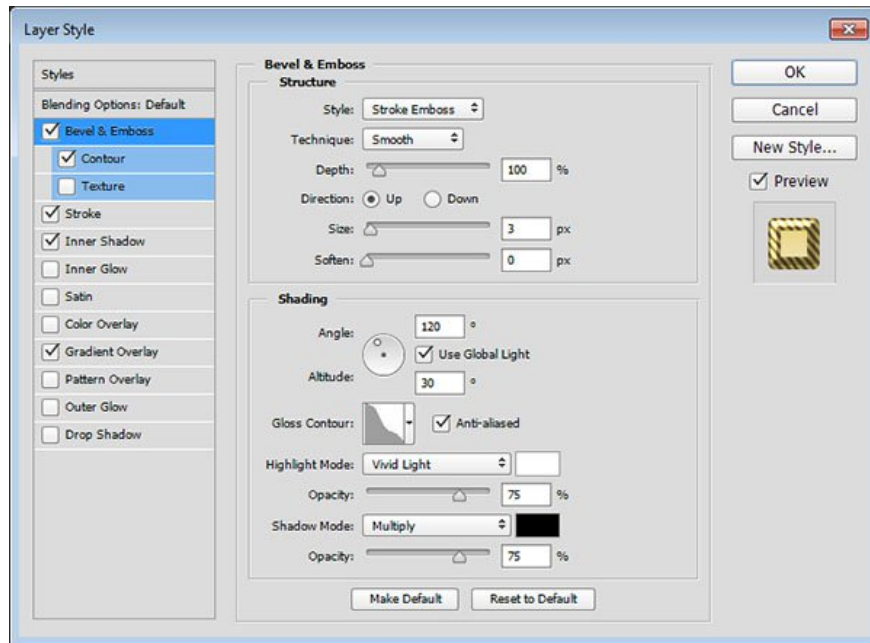 Layer Style
Styles
Blending Options: Default
Bevel & Emboss
Contour
Texture
Stroke
Inner Shadow
Inner Glow
Satin
Color Overlay
Gradient Overlay
Pattern Overlay
Outer Glow
Drop Shadow
Bevel & Emboss
Structure
Style: Stroke Emboss
Technique: Smooth
Depth: 100 %
Direction: Up Down
Size: 3 px
Soften: 0 px
Shading
Angle: 120 °
Use Global Light
Altitude: 30 °
Gloss Contour: Anti-aliased
Highlight Mode: Vivid Light
Opacity: 75 %
Shadow Mode: Multiply
Opacity: 75 %
Make Default Reset to Default
OK
Cancel
New Style...
Preview